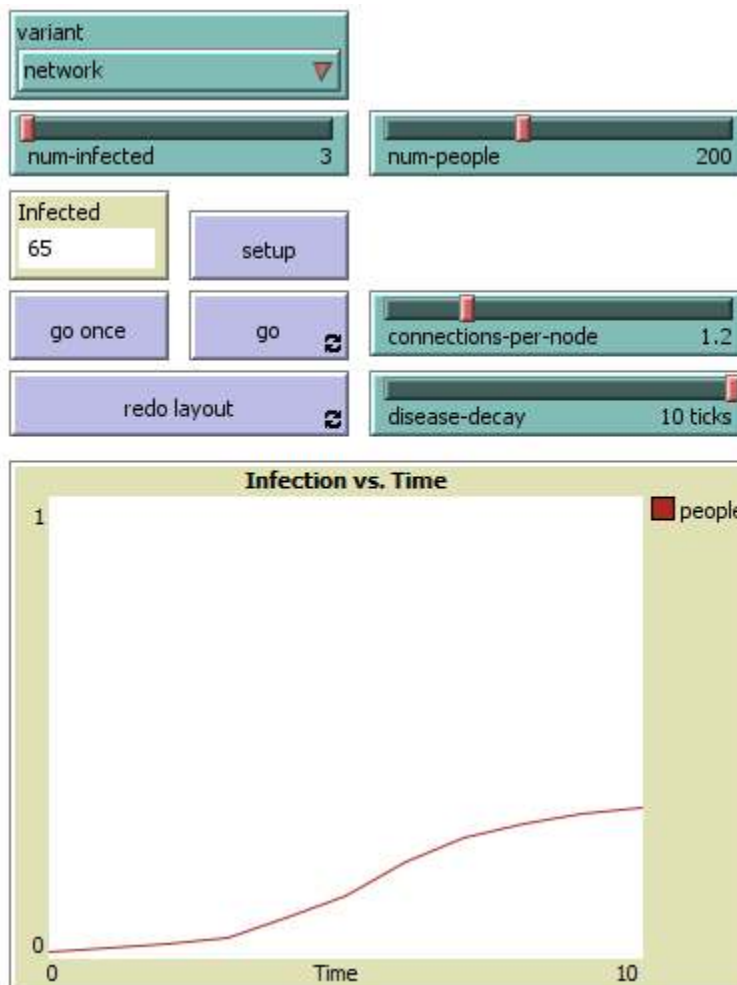 variant
network
num-infected 3
num-people 200
Infected
65
setup
go once
go
connections-per-node 1.2
redo layout
disease-decay 10 ticks
Infection vs. Time
1
people
0
0 Time 10